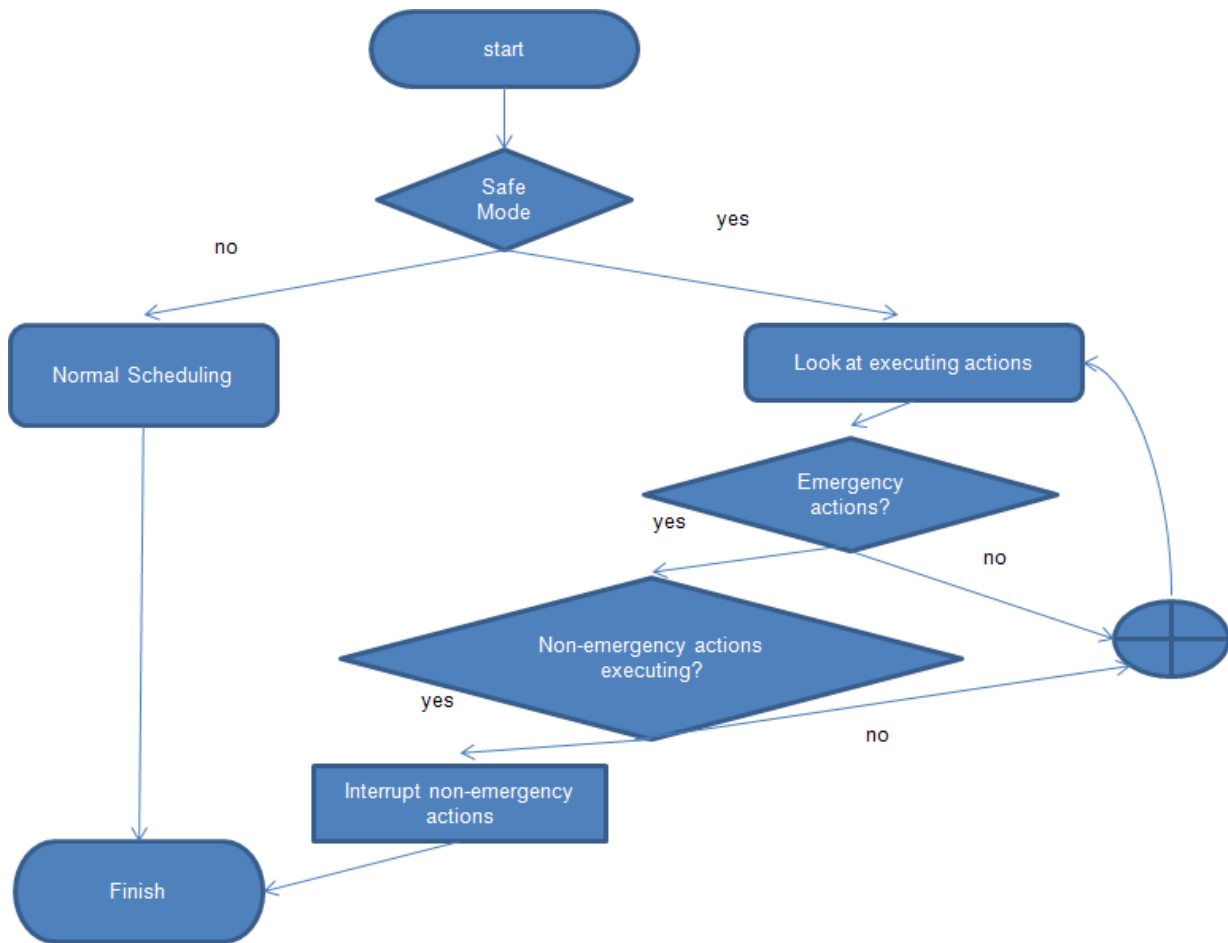 start
Safe
Mode
yes
no
Normal Scheduling
Look at executing actions
Emergency
actions?
yes
no
Non-emergency actions
executing?
yes
no
Interrupt non-emergency
actions
Finish